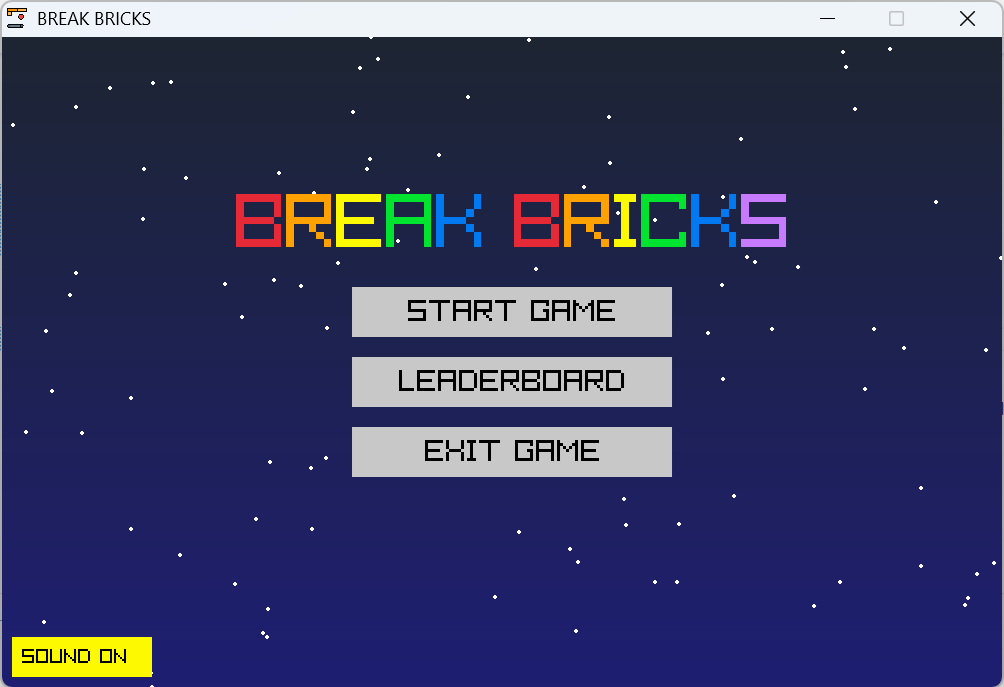 BREAK BRICKS
BREAK BRICKS
START GAME
LEADERBOARD
EXIT GAME
SOUND ON